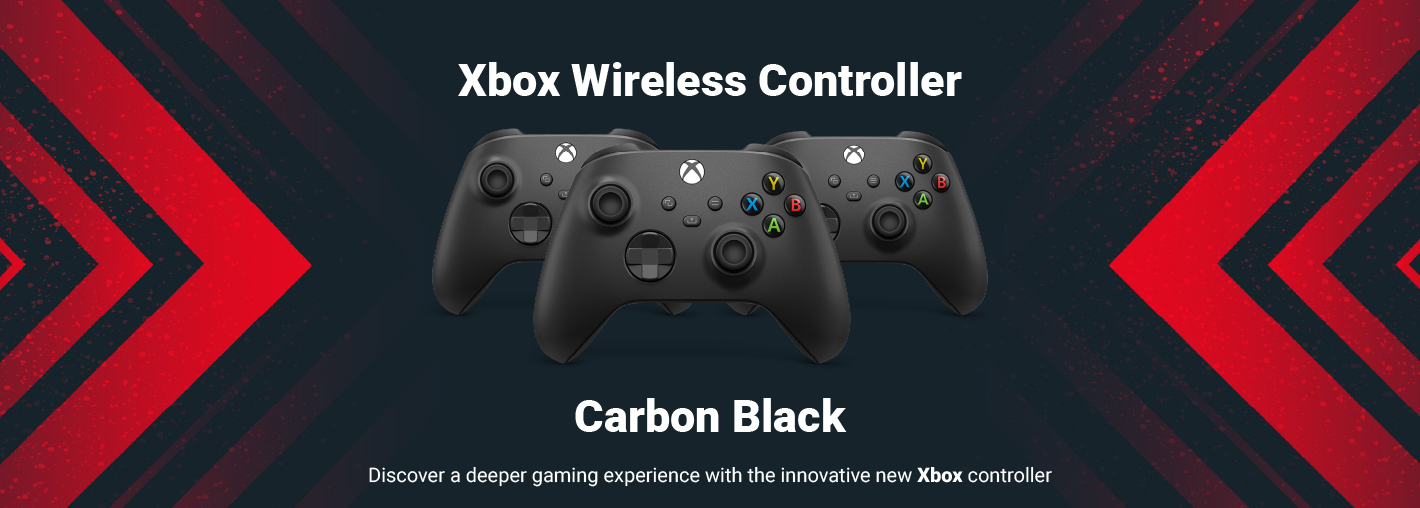 Xbox Wireless Controller
Y
X B
A
Y
X B
A
Carbon Black
Discover a deeper gaming experience with the innovative new Xbox controller